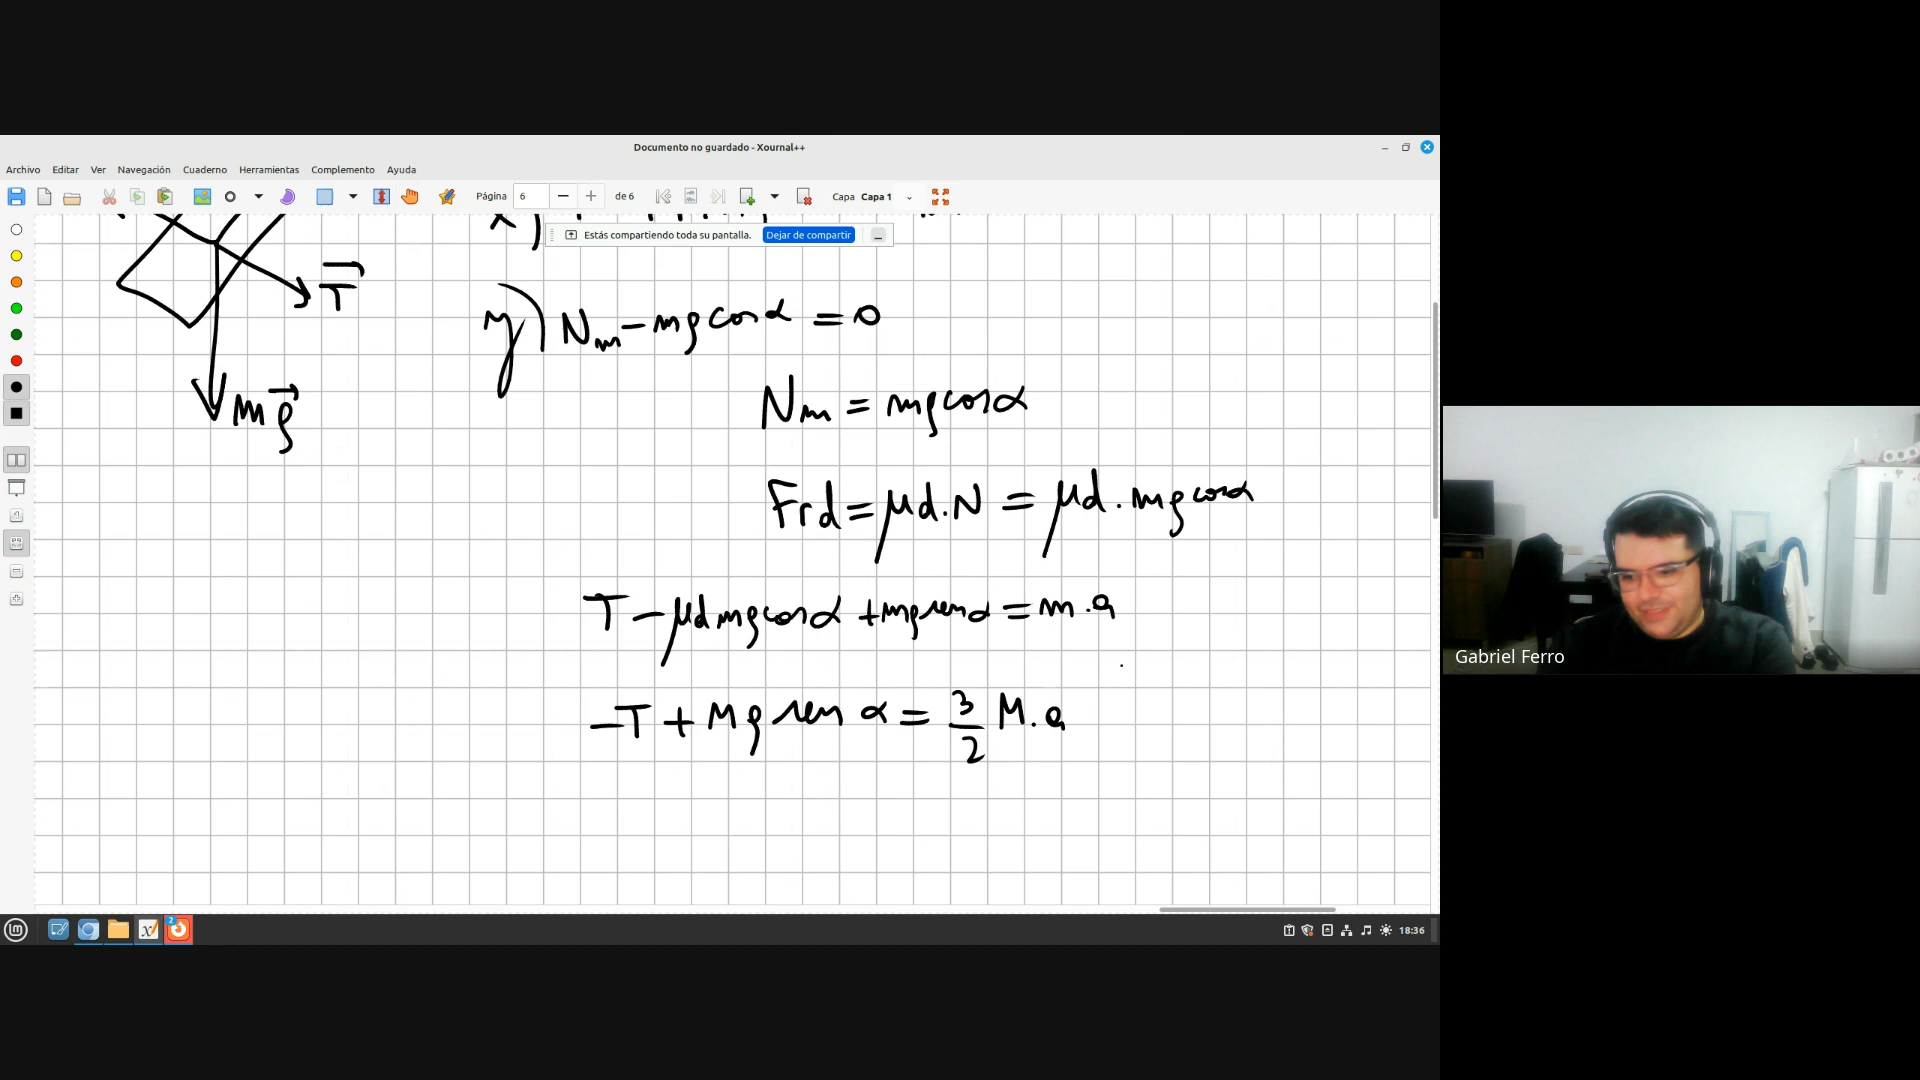 Documento no guardado - Xournal++
Archivo Editar Ver Navegación Cuaderno Herramientas Complemento Ayuda
Página 6 de 6 Capa Capa 1
x)
Estás compartiendo toda su pantalla. Dejar de compartir
T
y) Nm - mg cos α = 0
mg
Nm = mg cos α
Frd = μd . N = μd . mg cos α
T - μd mg cos α + mg sen α = m . a
-T + Mg sen α = 3/2 M . a
Gabriel Ferro
2
18:36